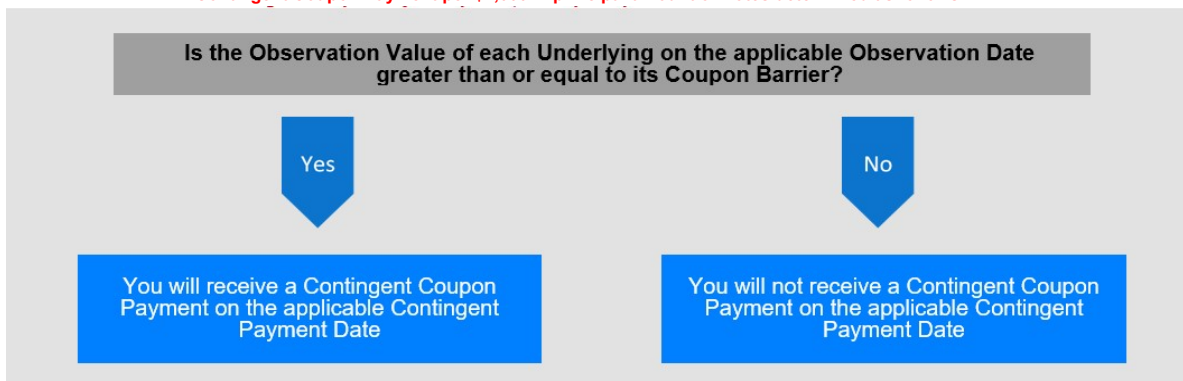 Is the Observation Value of each Underlying on the applicable Observation Date
greater than or equal to its Coupon Barrier?
Yes
No
You will receive a Contingent Coupon
Payment on the applicable Contingent
Payment Date
You will not receive a Contingent Coupon
Payment on the applicable Contingent
Payment Date